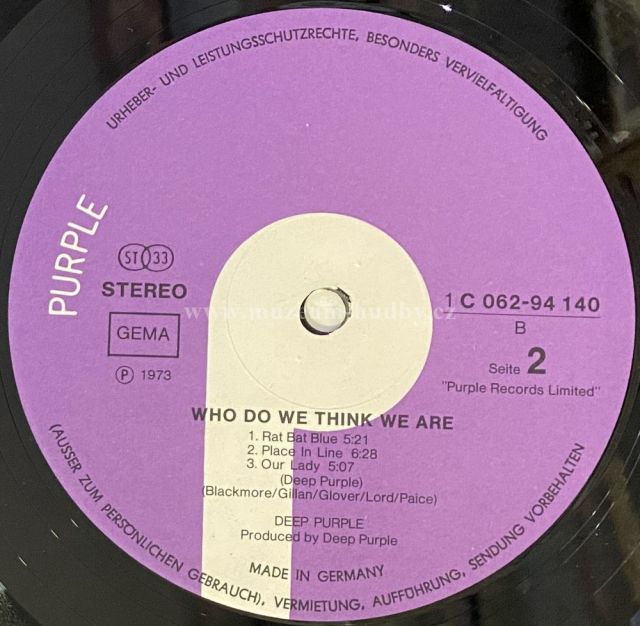 URHEBER- UND LEISTUNGSSCHUTZRECHTE, BESONDERS VERVIELFÄLTIGUNG
PURPLE
ST 33
STEREO
GEMA
Ⓟ 1973
www.muzeum-hudby.cz
1 C 062-94 140
B
Seite 2
"Purple Records Limited"
WHO DO WE THINK WE ARE
1. Rat Bat Blue 5:21
2. Place In Line 6:28
3. Our Lady 5:07
(Deep Purple)
(Blackmore/Gillan/Glover/Lord/Paice)
DEEP PURPLE
Produced by Deep Purple
MADE IN GERMANY
(AUSSER ZUM PERSÖNLICHEN GEBRAUCH), VERMIETUNG, AUFFÜHRUNG, SENDUNG VORBEHALTEN